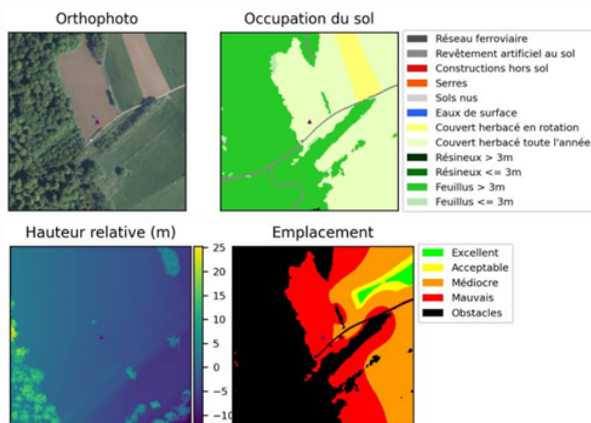 Orthophoto
Occupation du sol
Réseau ferroviaire
Revêtement artificiel au sol
Constructions hors sol
Serres
Sols nus
Eaux de surface
Couvert herbacé en rotation
Couvert herbacé toute l'année
Résineux > 3m
Résineux <= 3m
Feuillus > 3m
Feuillus <= 3m
Hauteur relative (m)
25
20
15
10
5
0
−5
−10
Emplacement
Excellent
Acceptable
Médiocre
Mauvais
Obstacles